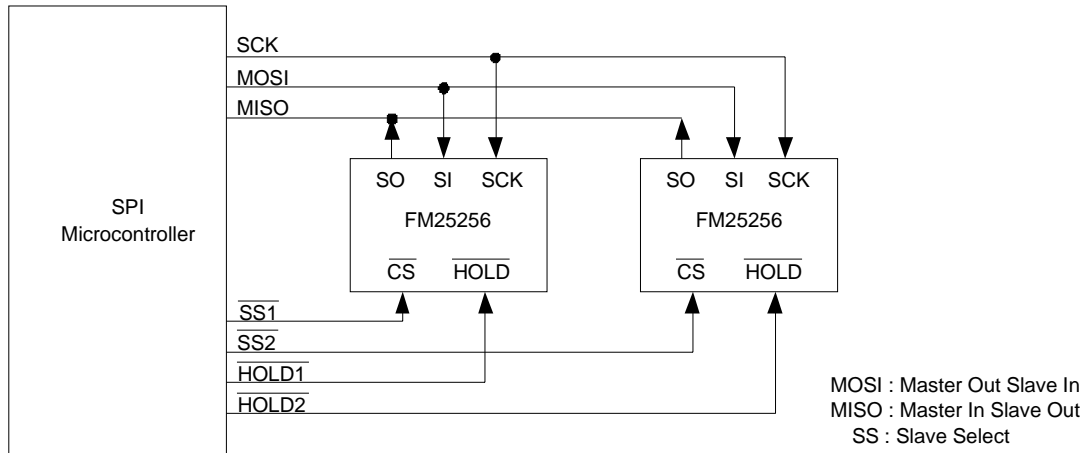 SCK
MOSI
MISO
SO SI SCK
FM25256
CS HOLD
SO SI SCK
FM25256
CS HOLD
SPI
Microcontroller
SS1
SS2
HOLD1
HOLD2
MOSI : Master Out Slave In
MISO : Master In Slave Out
SS : Slave Select